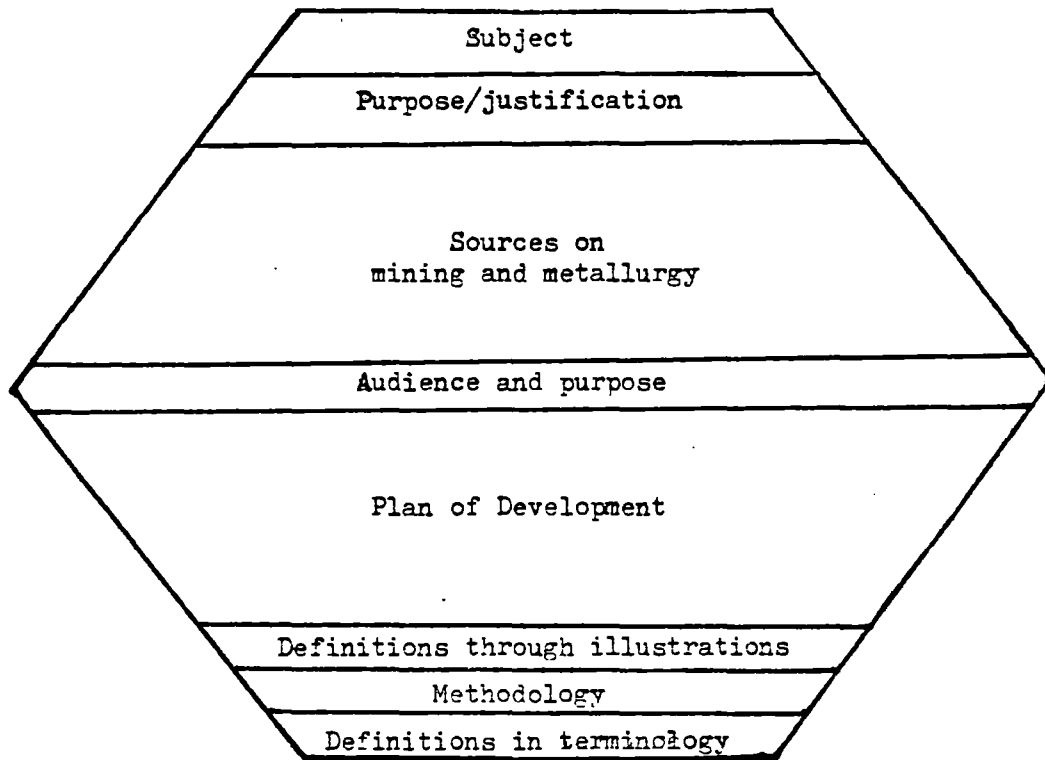 Subject
Purpose/justification
Sources on
mining and metallurgy
Audience and purpose
Plan of Development
Definitions through illustrations
Methodology
Definitions in terminology